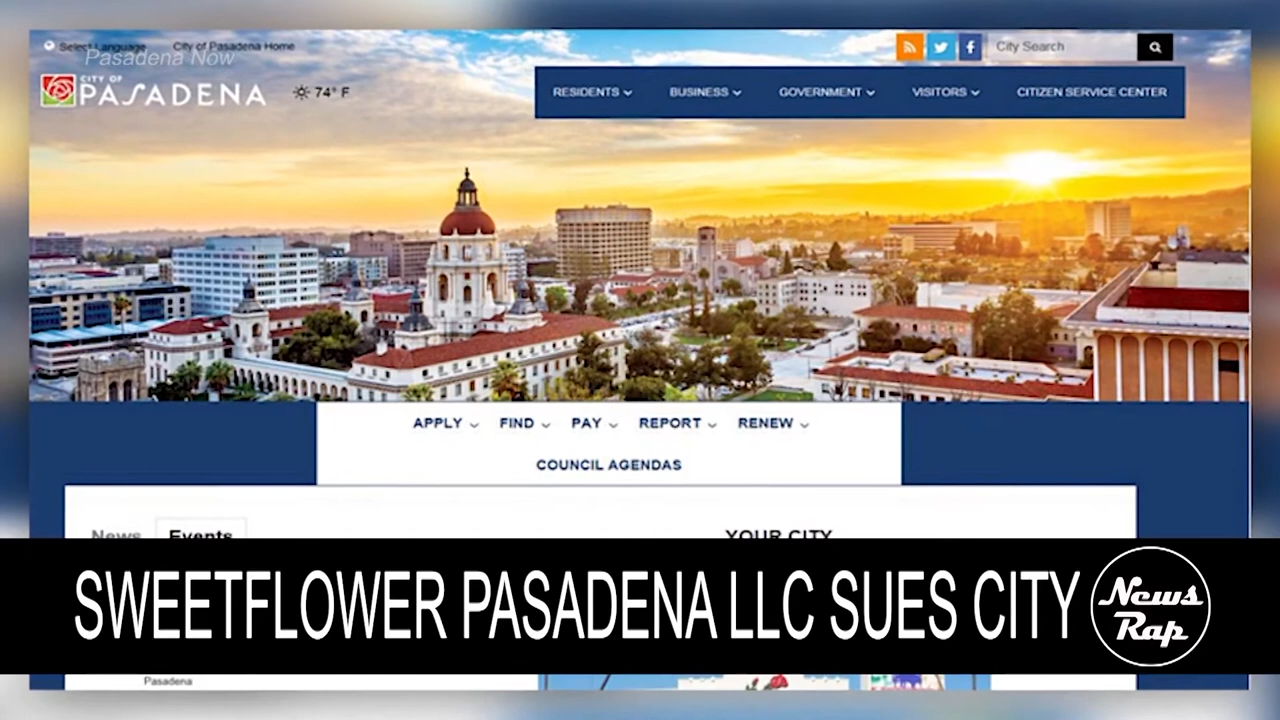 Select Language City of Pasadena Home
Pasadena Now
City Search
CITY OF
PASADENA
74° F
RESIDENTS BUSINESS GOVERNMENT VISITORS CITIZEN SERVICE CENTER
APPLY FIND PAY REPORT RENEW
COUNCIL AGENDAS
News Events
YOUR CITY
SWEETFLOWER PASADENA LLC SUES CITY
News
Rap
Pasadena